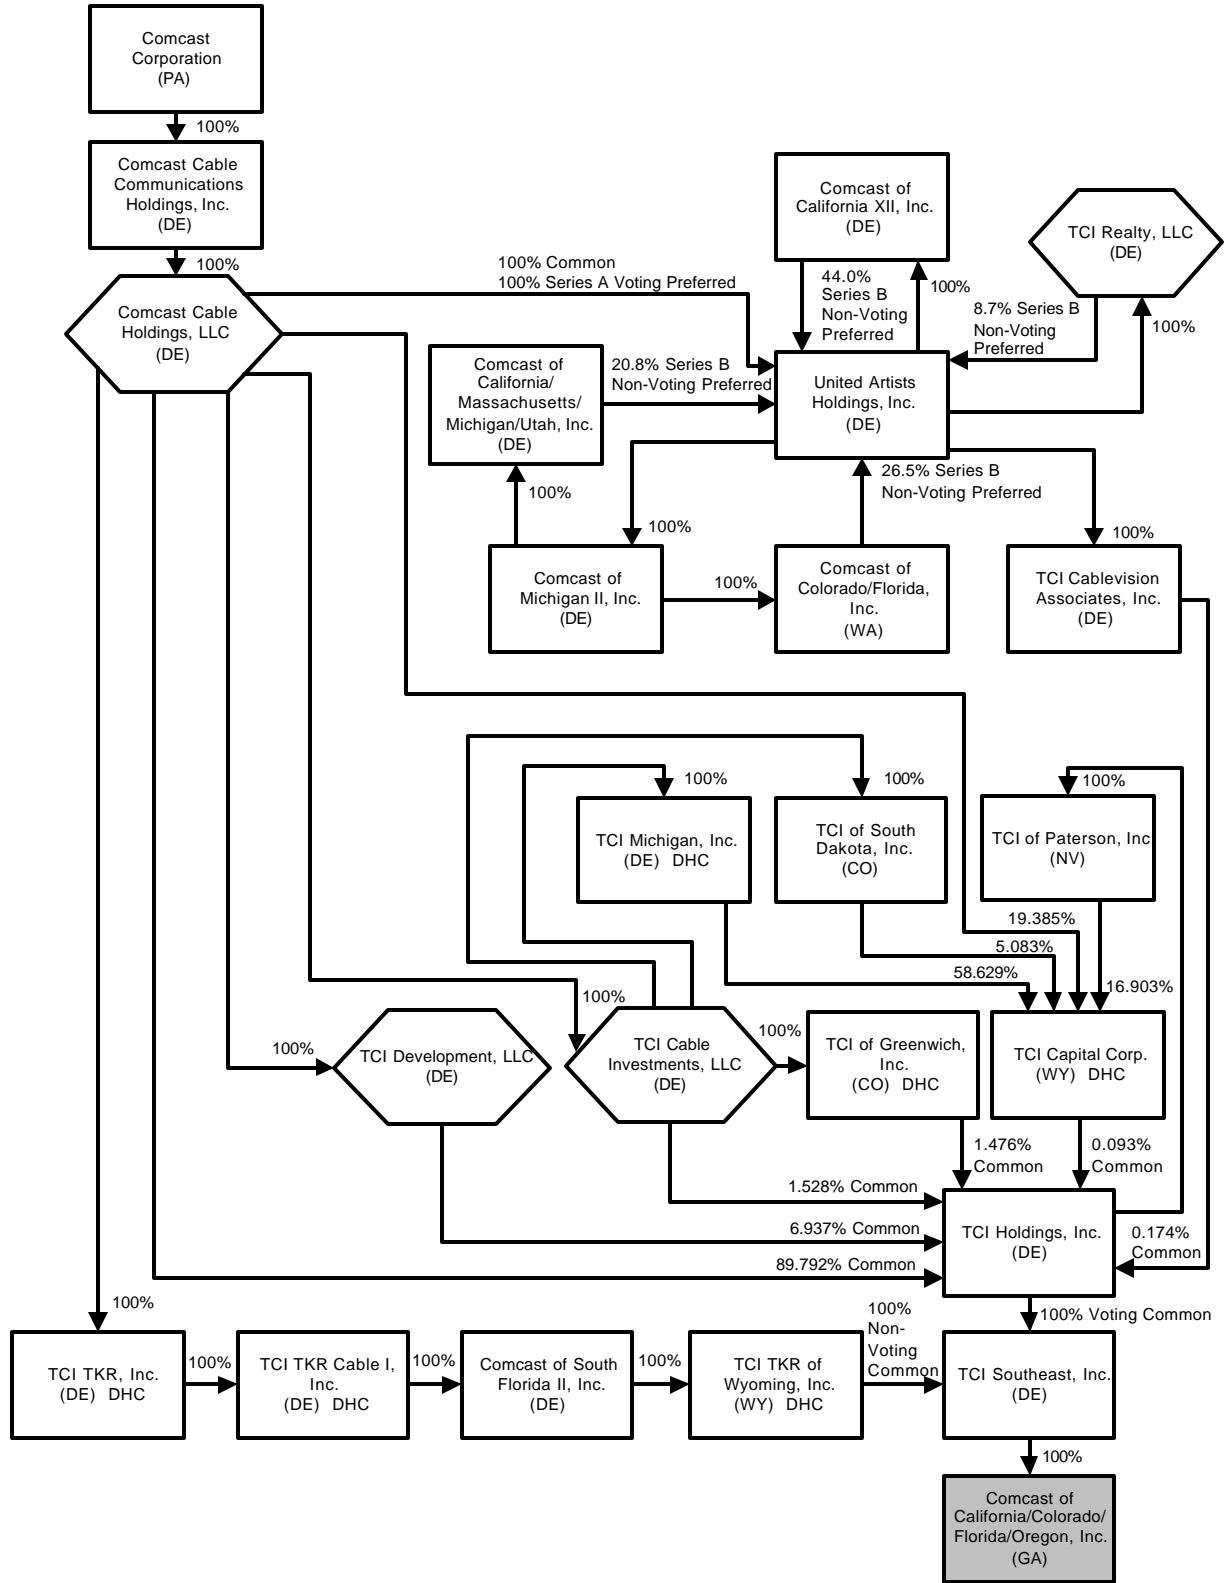 Comcast
Corporation
(PA)
100%
Comcast Cable
Communications
Holdings, Inc.
(DE)
100%
Comcast Cable
Holdings, LLC
(DE)
100% Common
100% Series A Voting Preferred
Comcast of
California XII, Inc.
(DE)
44.0%
Series B
Non-Voting
Preferred
100%
TCI Realty, LLC
(DE)
8.7% Series B
Non-Voting
Preferred
100%
Comcast of
California/
Massachusetts/
Michigan/Utah, Inc.
(DE)
20.8% Series B
Non-Voting Preferred
United Artists
Holdings, Inc.
(DE)
100%
26.5% Series B
Non-Voting Preferred
100%
100%
Comcast of
Michigan II, Inc.
(DE)
100%
Comcast of
Colorado/Florida,
Inc.
(WA)
TCI Cablevision
Associates, Inc.
(DE)
100%
100%
100%
TCI Michigan, Inc.
(DE) DHC
TCI of South
Dakota, Inc.
(CO)
TCI of Paterson, Inc
(NV)
19.385%
5.083%
58.629%
16.903%
100%
100%
100%
TCI Development, LLC
(DE)
TCI Cable
Investments, LLC
(DE)
TCI of Greenwich,
Inc.
(CO) DHC
TCI Capital Corp.
(WY) DHC
1.476%
Common
0.093%
Common
1.528% Common
6.937% Common
89.792% Common
TCI Holdings, Inc.
(DE)
0.174%
Common
100%
100%
Non-
Voting
Common
100% Voting Common
TCI TKR, Inc.
(DE) DHC
100%
TCI TKR Cable I,
Inc.
(DE) DHC
100%
Comcast of South
Florida II, Inc.
(DE)
100%
TCI TKR of
Wyoming, Inc.
(WY) DHC
TCI Southeast, Inc.
(DE)
100%
Comcast of
California/Colorado/
Florida/Oregon, Inc.
(GA)